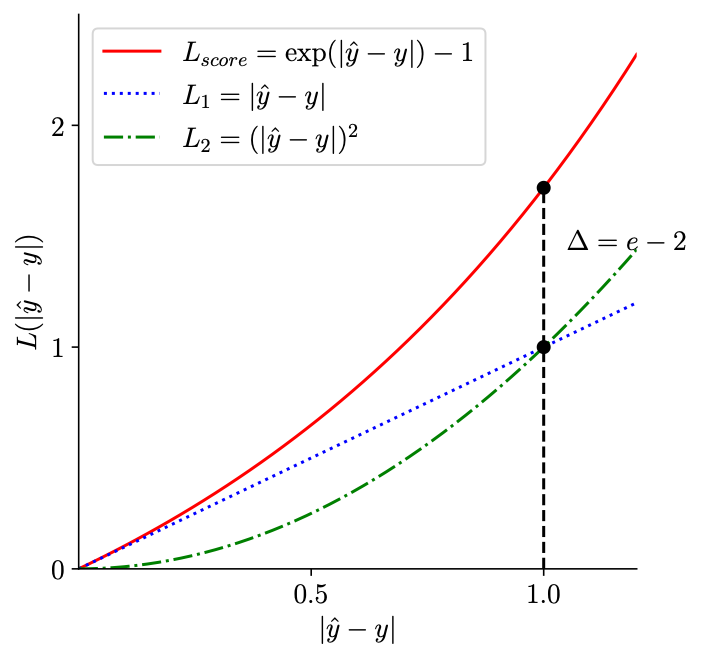 L_{score} = exp(|ŷ − y|) − 1
L_1 = |ŷ − y|
L_2 = (|ŷ − y|)^2
2
Δ = e − 2
L(|ŷ − y|)
1
0
0.5 1.0
|ŷ − y|